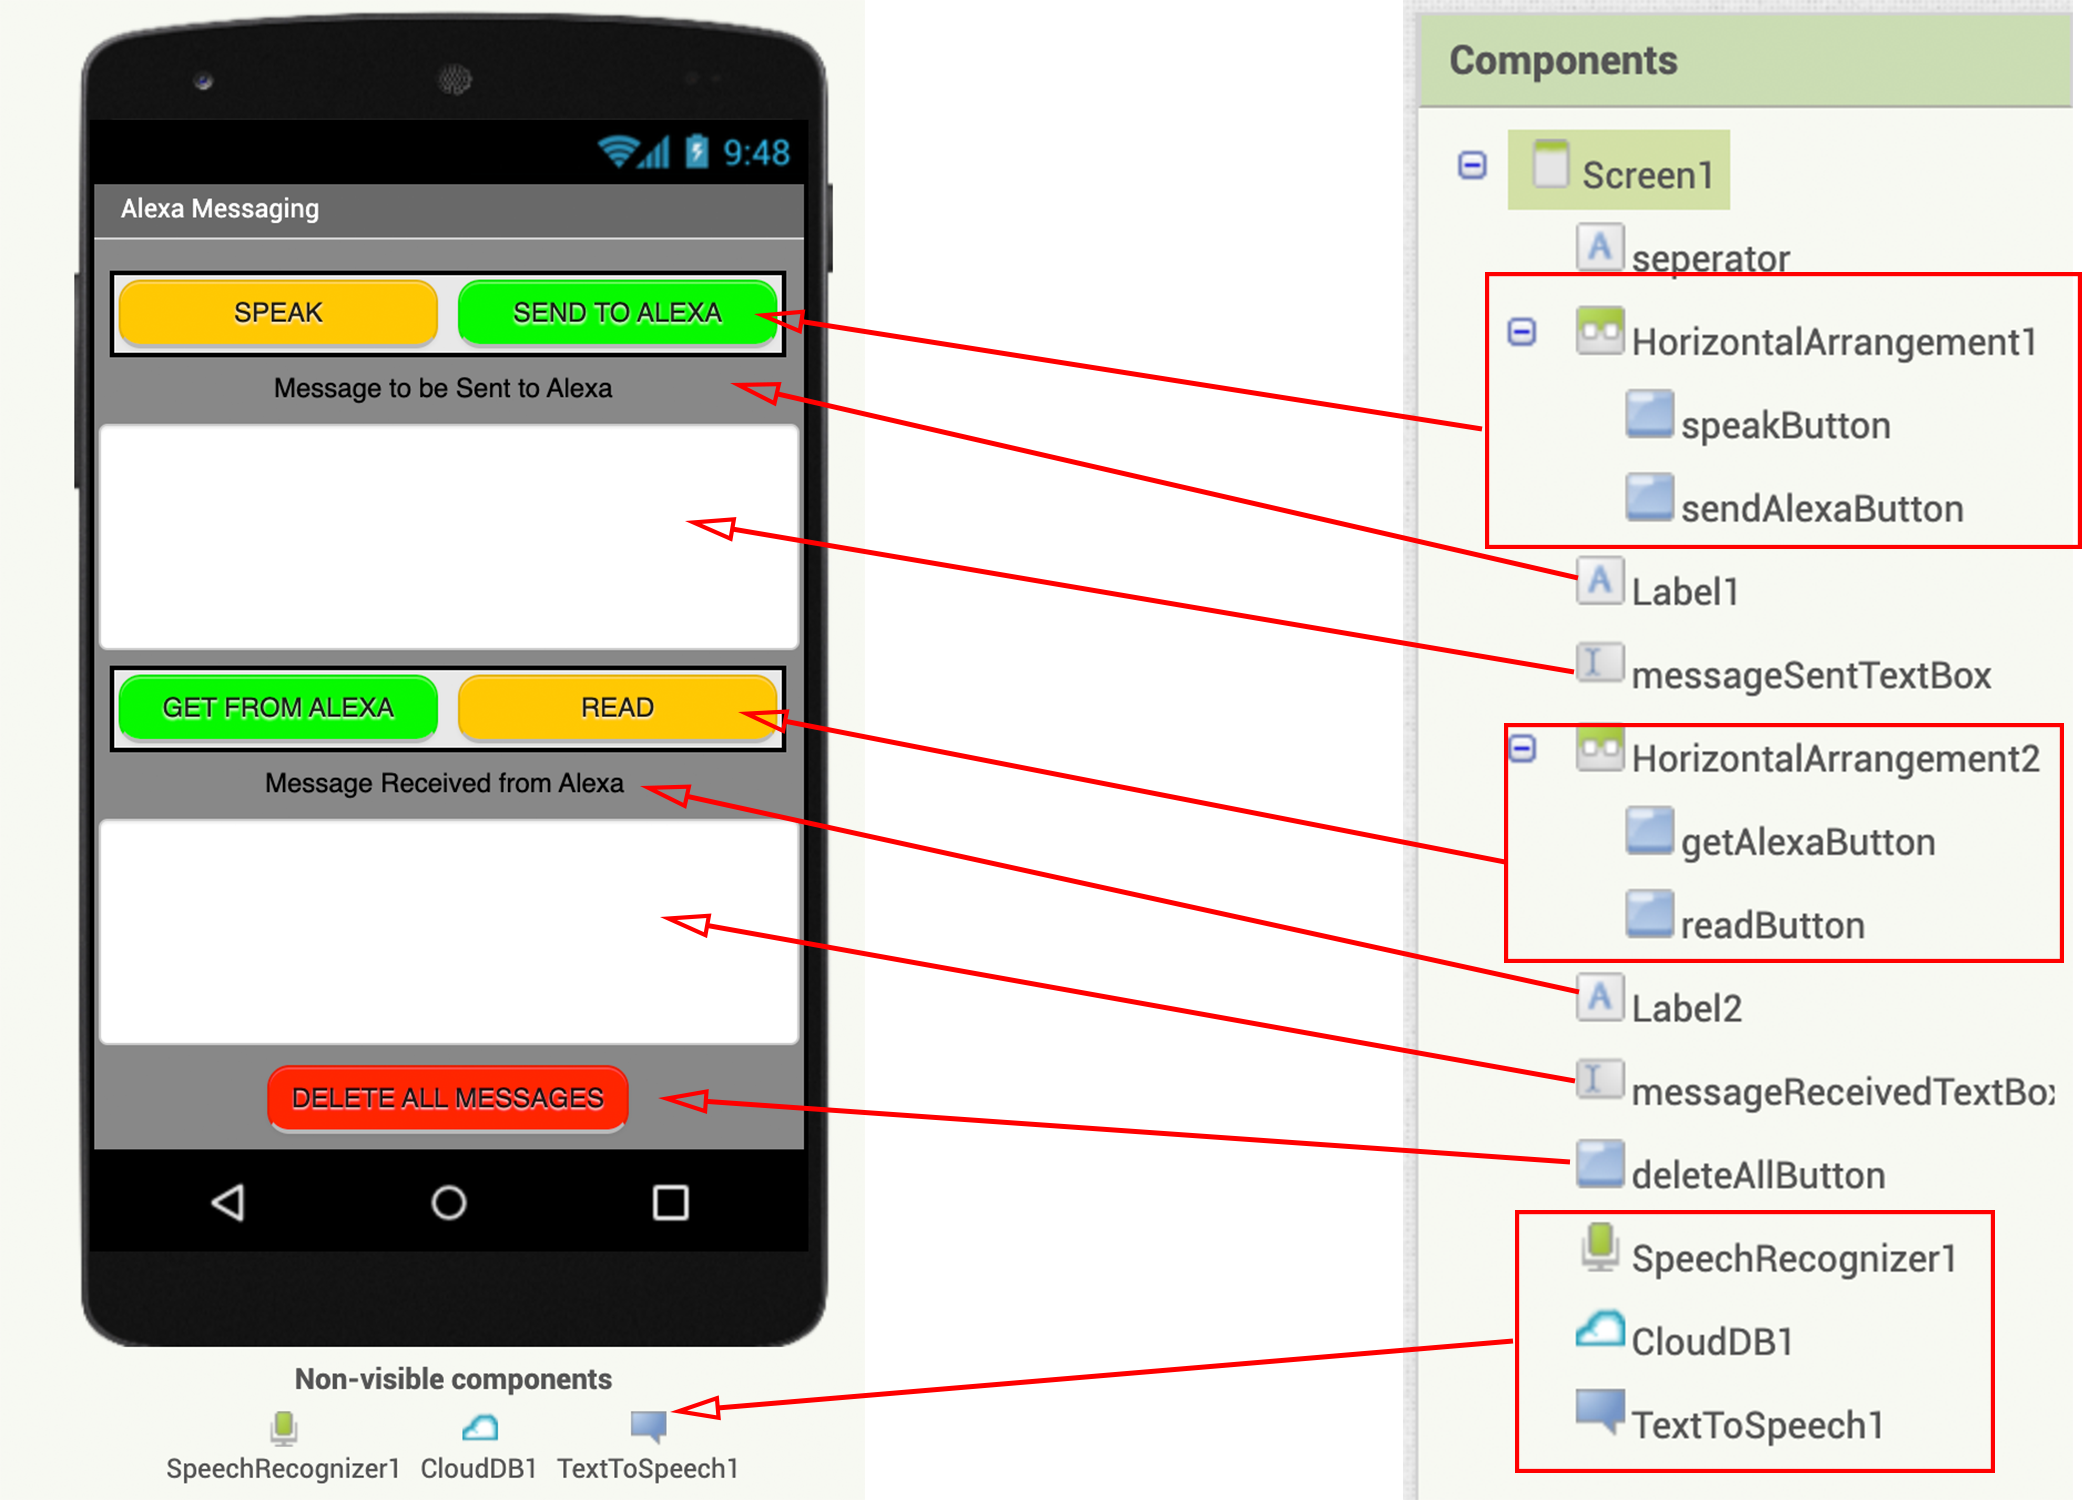 9:48
Alexa Messaging
SPEAK
SEND TO ALEXA
Message to be Sent to Alexa
GET FROM ALEXA
READ
Message Received from Alexa
DELETE ALL MESSAGES
Non-visible components
SpeechRecognizer1
CloudDB1
TextToSpeech1
Components
Screen1
A seperator
HorizontalArrangement1
speakButton
sendAlexaButton
A Label1
messageSentTextBox
HorizontalArrangement2
getAlexaButton
readButton
A Label2
messageReceivedTextBox
deleteAllButton
SpeechRecognizer1
CloudDB1
TextToSpeech1